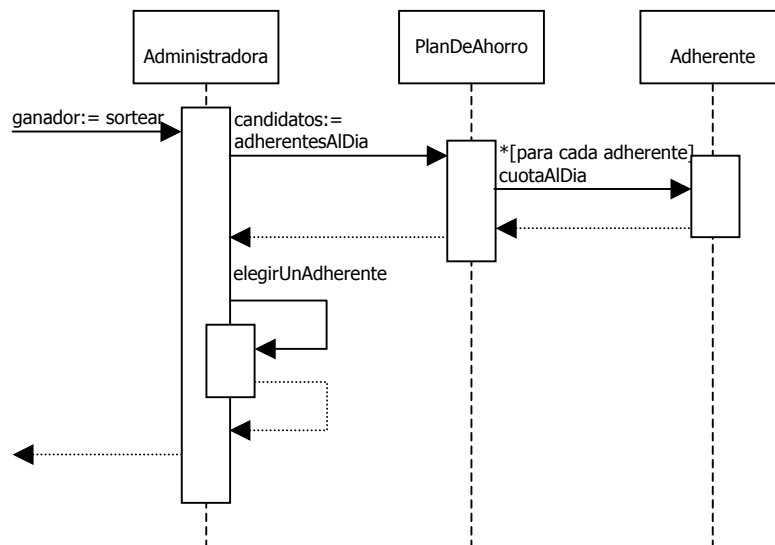 Administradora
PlanDeAhorro
Adherente
ganador:= sortear
candidatos:=
adherentesAlDia
*[para cada adherente]
cuotaAlDia
elegirUnAdherente